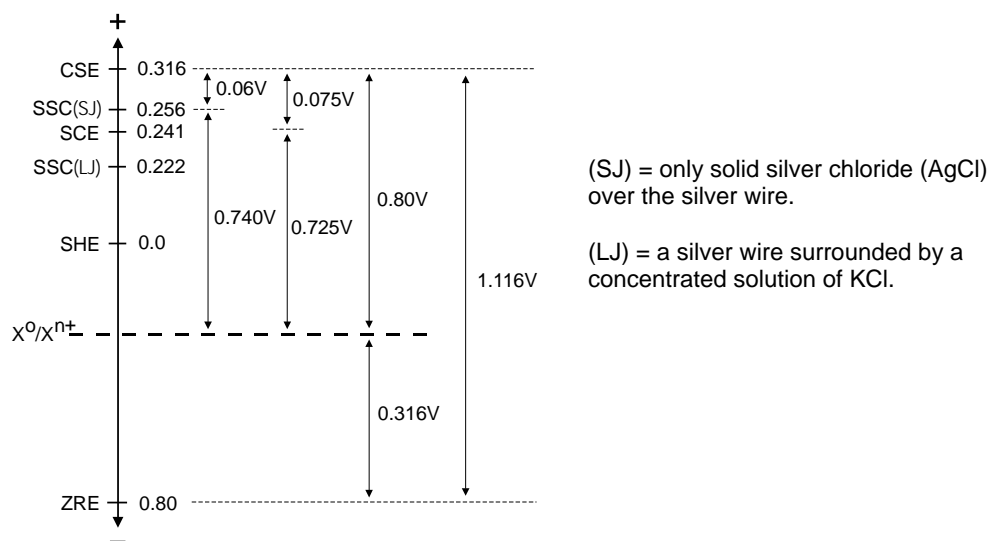 +
CSE 0.316
0.06V 0.075V
SSC(SJ) 0.256
SCE 0.241
SSC(LJ) 0.222
0.740V 0.725V 0.80V
SHE 0.0
1.116V
Xº/Xⁿ⁺
0.316V
ZRE 0.80
–
(SJ) = only solid silver chloride (AgCl)
over the silver wire.
(LJ) = a silver wire surrounded by a
concentrated solution of KCl.